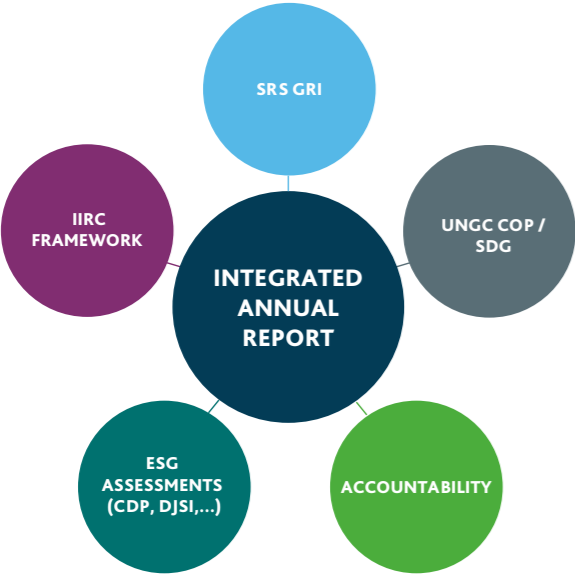 SRS GRI
IIRC
FRAMEWORK
UNGC COP /
SDG
INTEGRATED
ANNUAL
REPORT
ESG
ASSESSMENTS
(CDP, DJSI,...)
ACCOUNTABILITY